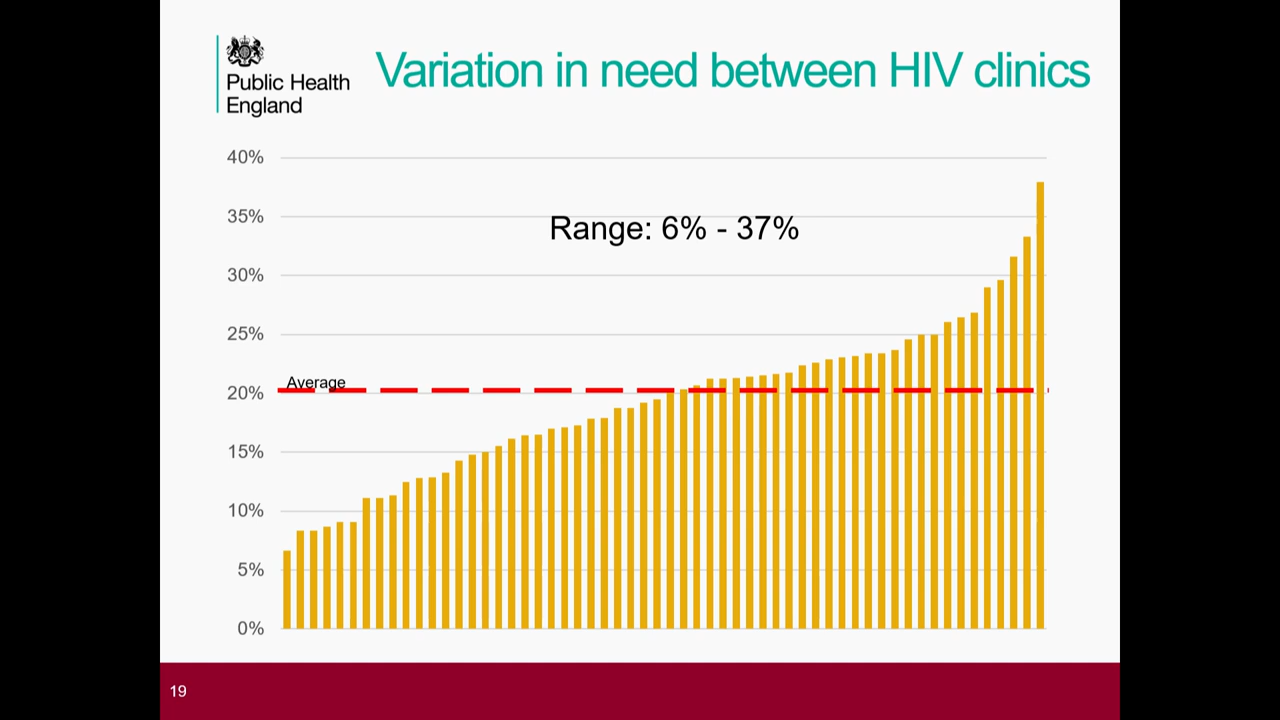 Public Health
England
Variation in need between HIV clinics
40%
35%
Range: 6% - 37%
30%
25%
Average
20%
15%
10%
5%
0%
19